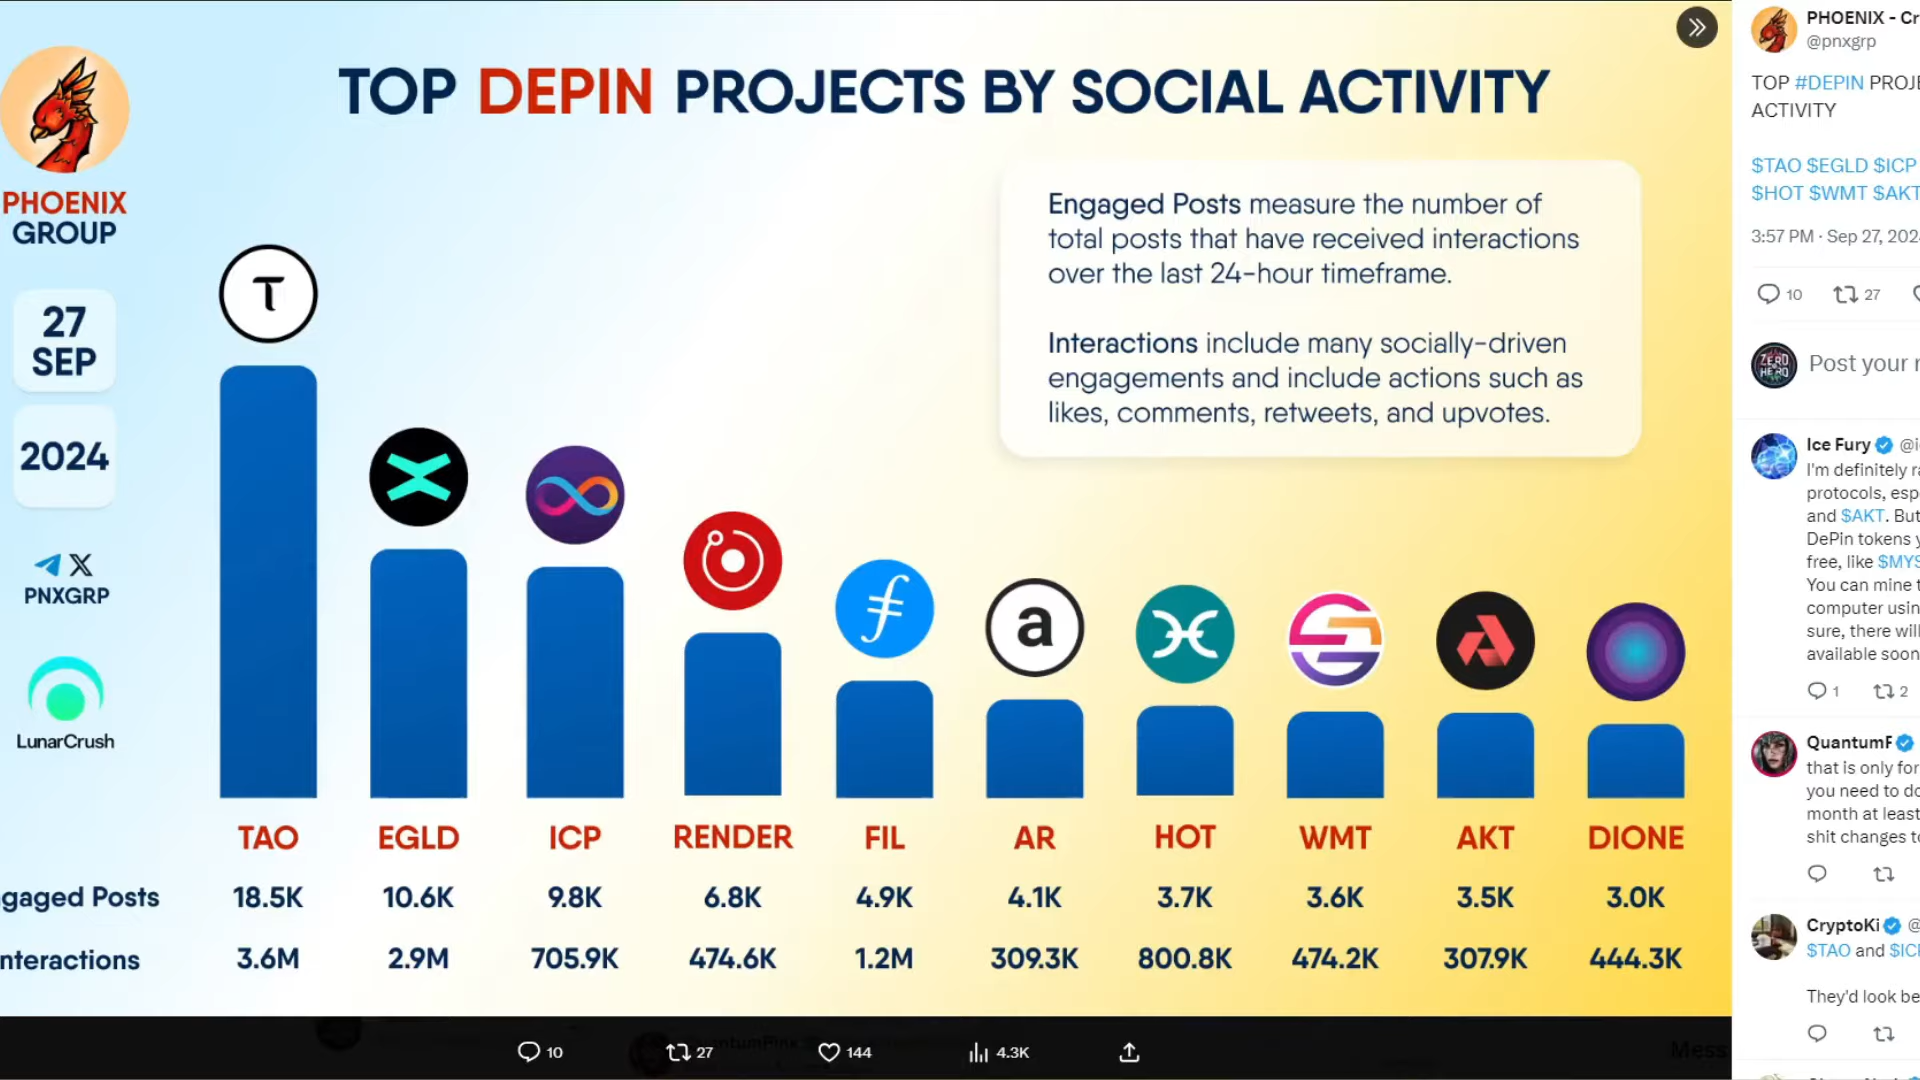 TOP DEPIN PROJECTS BY SOCIAL ACTIVITY
PHOENIX
GROUP
27
SEP
2024
PNXGRP
LunarCrush
Engaged Posts measure the number of
total posts that have received interactions
over the last 24-hour timeframe.
Interactions include many socially-driven
engagements and include actions such as
likes, comments, retweets, and upvotes.
TAO EGLD ICP RENDER FIL AR HOT WMT AKT DIONE
gaged Posts 18.5K 10.6K 9.8K 6.8K 4.9K 4.1K 3.7K 3.6K 3.5K 3.0K
nteractions 3.6M 2.9M 705.9K 474.6K 1.2M 309.3K 800.8K 474.2K 307.9K 444.3K
10 27 144 4.3K
PHOENIX - Cr
@pnxgrp
TOP #DEPIN PROJE
ACTIVITY
$TAO $EGLD $ICP
$HOT $WMT $AKT
3:57 PM · Sep 27, 202
10 27
ZERO
HERO
Post your r
Ice Fury @i
I'm definitely ra
protocols, esp
and $AKT. But
DePin tokens y
free, like $MYS
You can mine t
computer usin
sure, there will
available soon
1 2
QuantumF
that is only for
you need to do
month at least
shit changes to
CryptoKi @
$TAO and $ICP
They'd look be